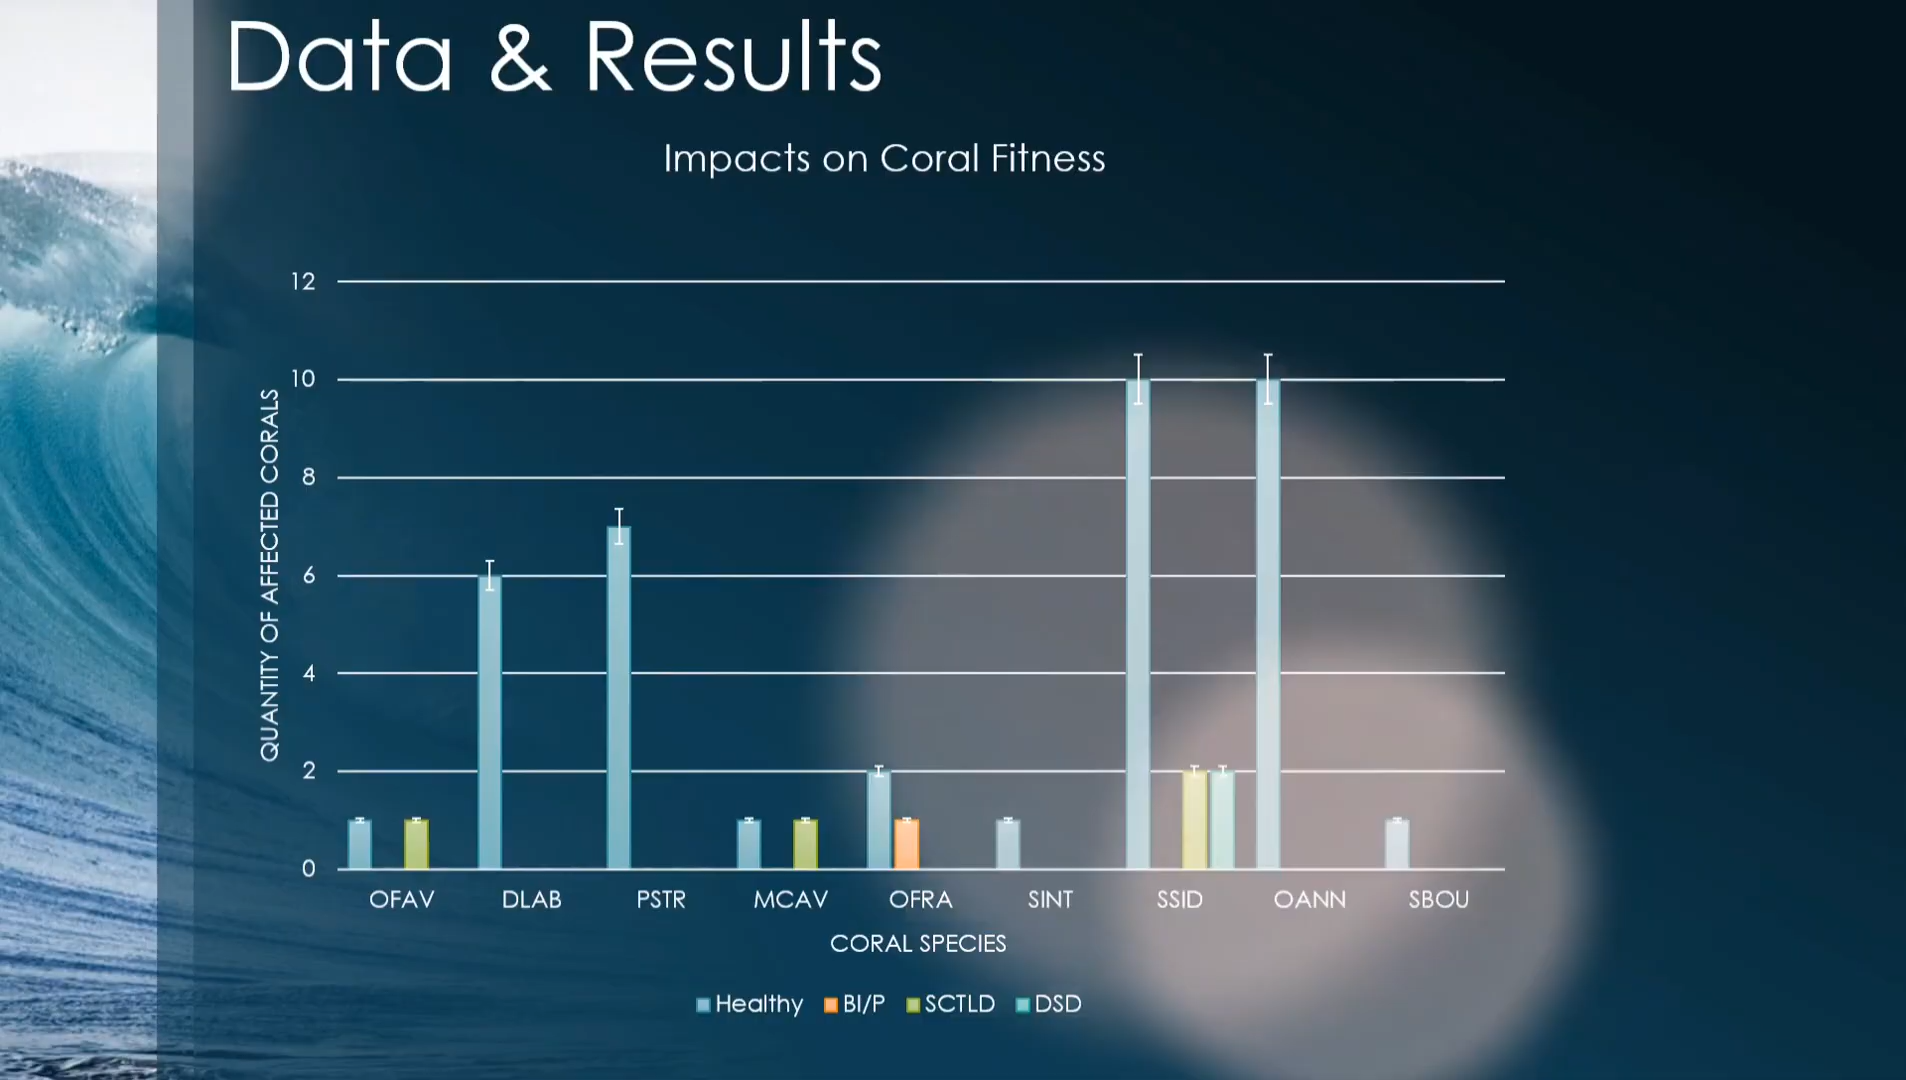 Data & Results
Impacts on Coral Fitness
QUANTITY OF AFFECTED CORALS
12
10
8
6
4
2
0
OFAV DLAB PSTR MCAV OFRA SINT SSID OANN SBOU
CORAL SPECIES
Healthy BI/P SCTLD DSD